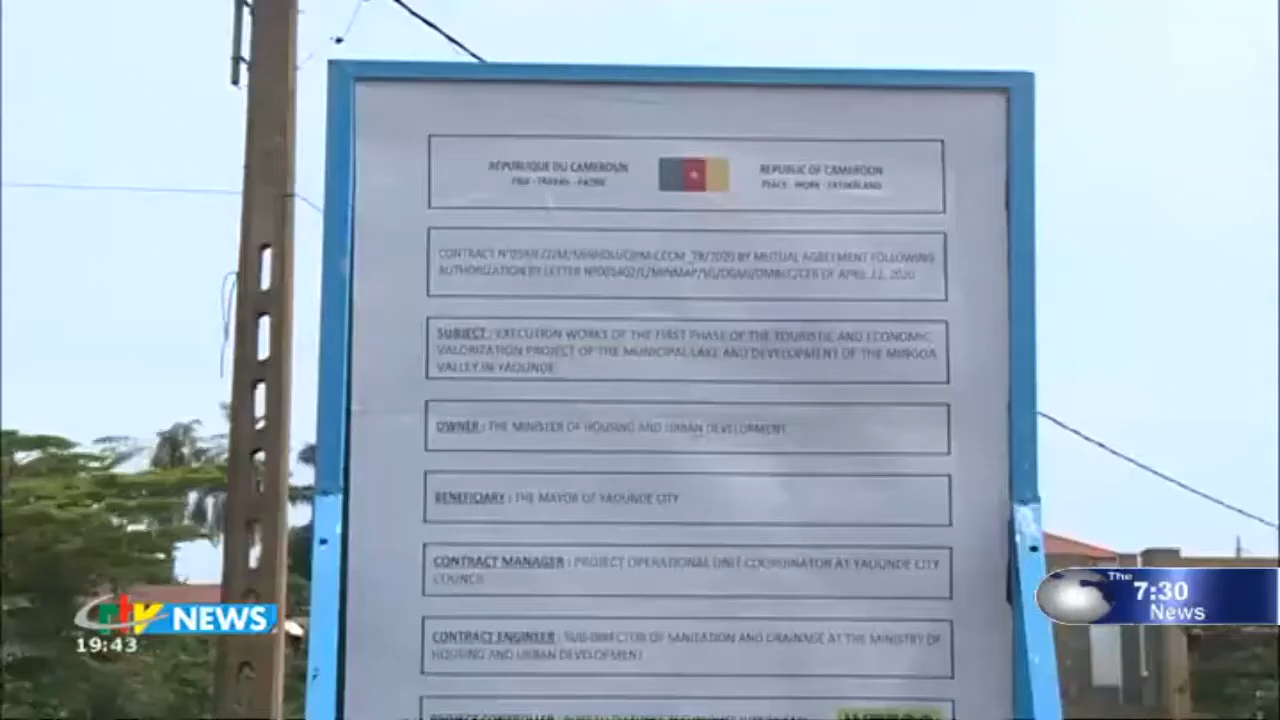 RÉPUBLIQUE DU CAMEROUN
PAIX - TRAVAIL - PATRIE
REPUBLIC OF CAMEROON
PEACE - WORK - FATHERLAND
CONTRACT BY MUTUAL AGREEMENT FOLLOWING
AUTHORIZATION BY LETTER OF APRIL 2020
SUBJECT : EXECUTION WORKS OF THE FIRST PHASE OF THE TOURISTIC AND ECONOMIC
VALORIZATION PROJECT OF THE MUNICIPAL LAKE AND DEVELOPMENT OF THE MINGOA
VALLEY IN YAOUNDE
OWNER : THE MINISTER OF HOUSING AND URBAN DEVELOPMENT
BENEFICIARY : THE MAYOR OF YAOUNDE CITY
CONTRACT MANAGER : PROJECT OPERATIONAL UNIT COORDINATOR AT YAOUNDE CITY
COUNCIL
CONTRACT ENGINEER : SUB-DIRECTOR OF SANITATION AND DRAINAGE AT THE MINISTRY OF
HOUSING AND URBAN DEVELOPMENT
NEWS
19:43
The
7:30
News